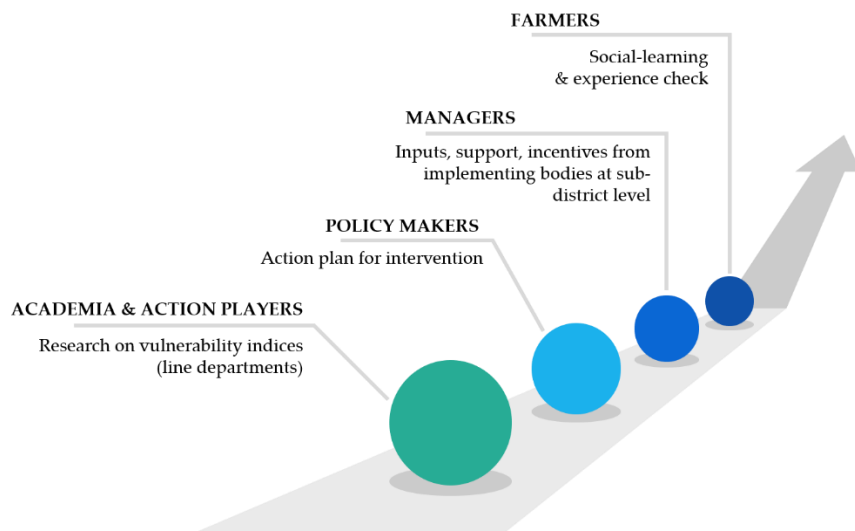 FARMERS
Social-learning
& experience check
MANAGERS
Inputs, support, incentives from
implementing bodies at sub-
district level
POLICY MAKERS
Action plan for intervention
ACADEMIA & ACTION PLAYERS
Research on vulnerability indices
(line departments)